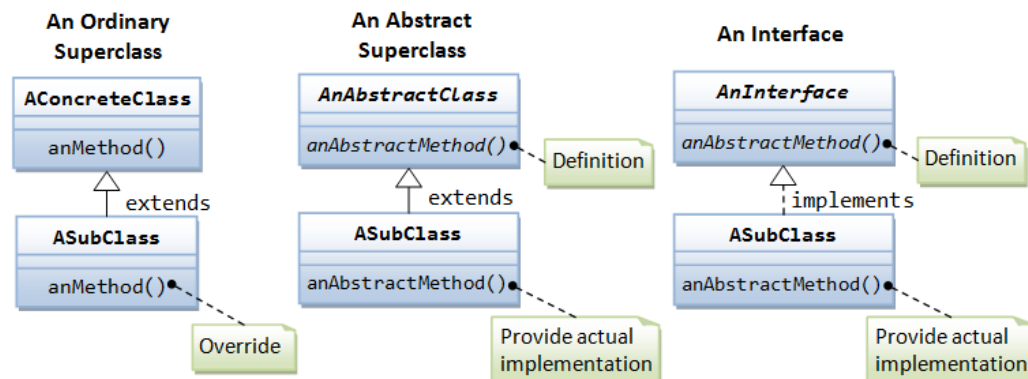 An Ordinary
Superclass
AConcreteClass
anMethod()
extends
ASubClass
anMethod()
Override
An Abstract
Superclass
AnAbstractClass
anAbstractMethod()
Definition
extends
ASubClass
anAbstractMethod()
Provide actual
implementation
An Interface
AnInterface
anAbstractMethod()
Definition
implements
ASubClass
anAbstractMethod()
Provide actual
implementation